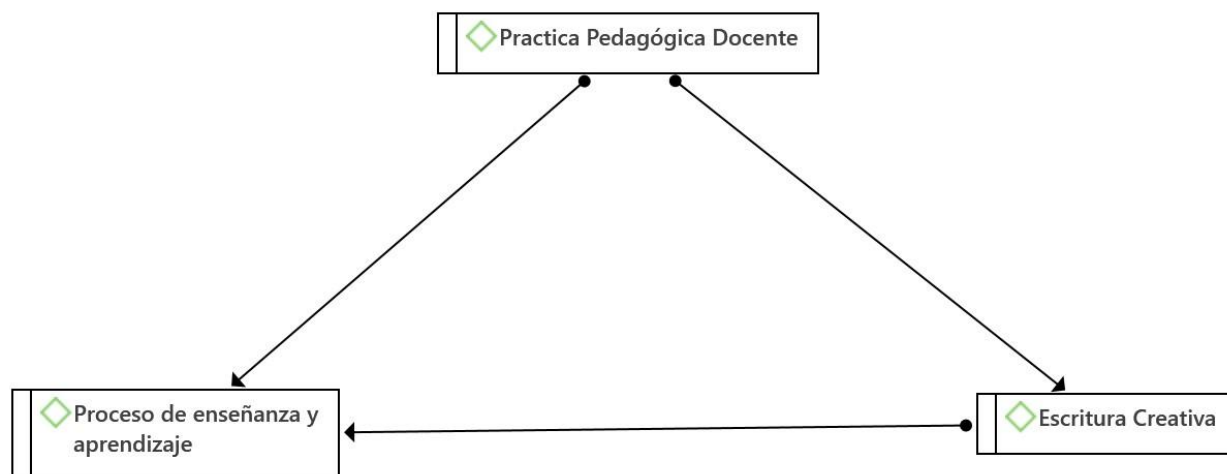 Practica Pedagógica Docente
Proceso de enseñanza y
aprendizaje
Escritura Creativa